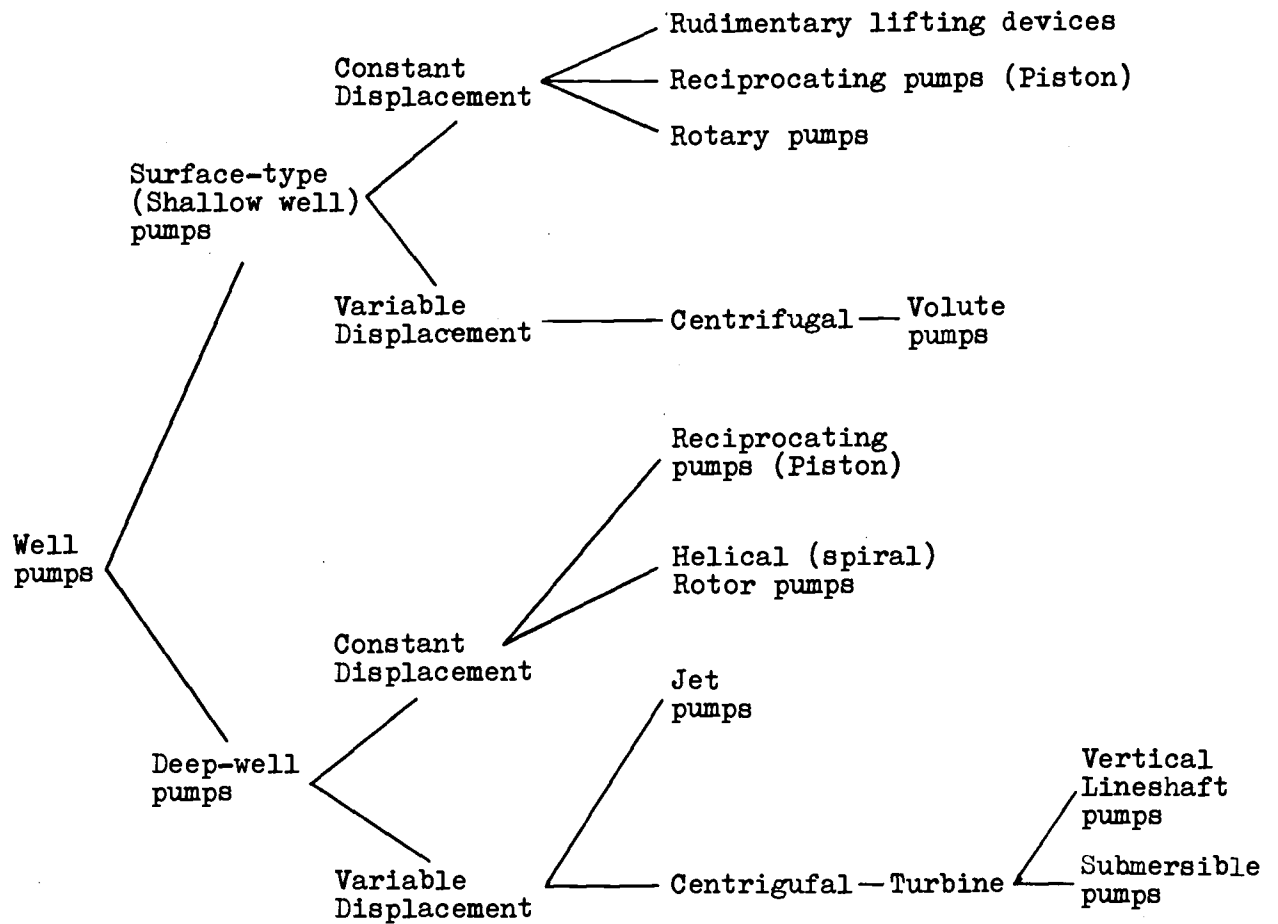 Rudimentary lifting devices
Constant
Displacement
Reciprocating pumps (Piston)
Rotary pumps
Surface-type
(Shallow well)
pumps
Variable
Displacement
Centrifugal
Volute
pumps
Reciprocating
pumps (Piston)
Well
pumps
Helical (spiral)
Rotor pumps
Constant
Displacement
Jet
pumps
Deep-well
pumps
Vertical
Lineshaft
pumps
Variable
Displacement
Centrigufal
Turbine
Submersible
pumps